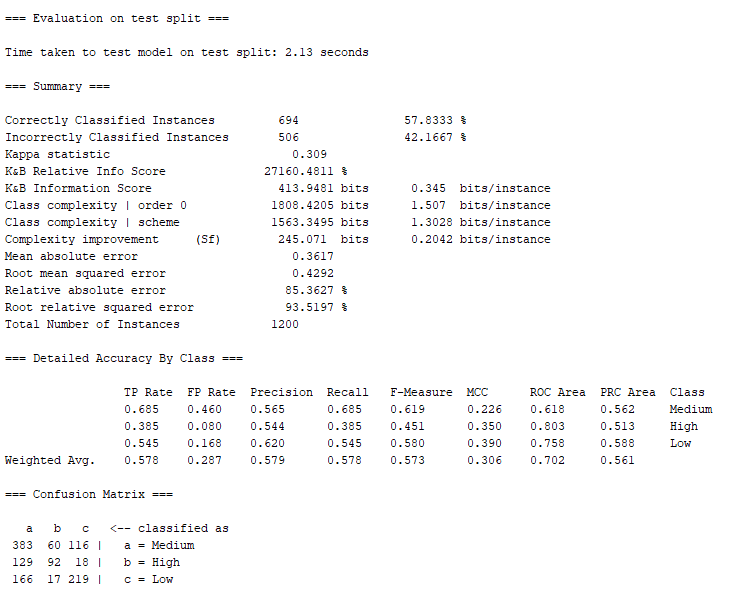 === Evaluation on test split ===
Time taken to test model on test split: 2.13 seconds
=== Summary ===
Correctly Classified Instances         694               57.8333 %
Incorrectly Classified Instances       506               42.1667 %
Kappa statistic                          0.309
K&B Relative Info Score              27160.4811 %
K&B Information Score                  413.9481 bits      0.345  bits/instance
Class complexity | order 0            1808.4205 bits      1.507  bits/instance
Class complexity | scheme             1563.3495 bits      1.3028 bits/instance
Complexity improvement     (Sf)        245.071  bits      0.2042 bits/instance
Mean absolute error                      0.3617
Root mean squared error                  0.4292
Relative absolute error                 85.3627 %
Root relative squared error             93.5197 %
Total Number of Instances             1200
=== Detailed Accuracy By Class ===
                 TP Rate  FP Rate  Precision  Recall   F-Measure  MCC      ROC Area  PRC Area  Class
                 0.685    0.460    0.565      0.685    0.619      0.226    0.618     0.562     Medium
                 0.385    0.080    0.544      0.385    0.451      0.350    0.803     0.513     High
                 0.545    0.168    0.620      0.545    0.580      0.390    0.758     0.588     Low
Weighted Avg.    0.578    0.287    0.579      0.578    0.573      0.306    0.702     0.561
=== Confusion Matrix ===
   a   b   c   <-- classified as
 383  60 116 |   a = Medium
 129  92  18 |   b = High
 166  17 219 |   c = Low